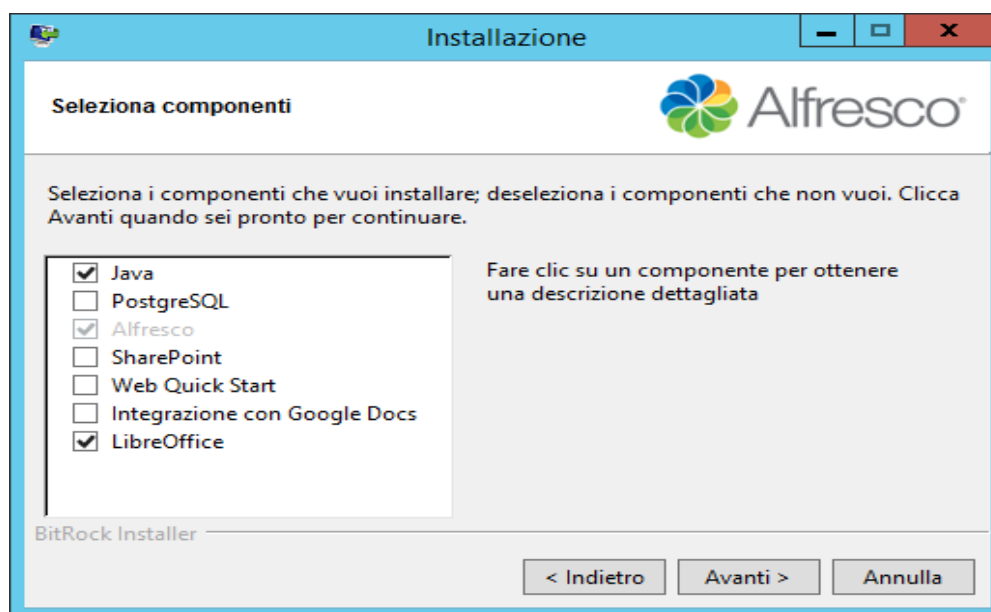 Installazione
Seleziona componenti
Alfresco
Seleziona i componenti che vuoi installare; deseleziona i componenti che non vuoi. Clicca
Avanti quando sei pronto per continuare.
Java
PostgreSQL
Alfresco
SharePoint
Web Quick Start
Integrazione con Google Docs
LibreOffice
Fare clic su un componente per ottenere
una descrizione dettagliata
BitRock Installer
< Indietro
Avanti >
Annulla